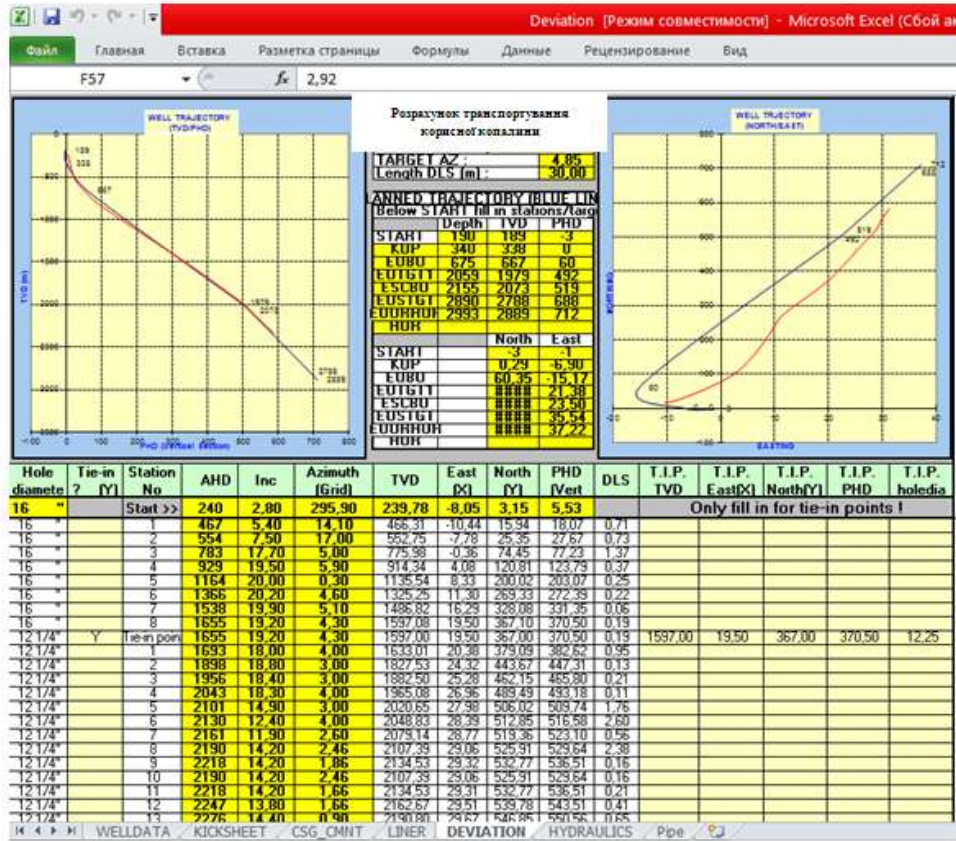 Deviation [Режим совместимости] - Microsoft Excel (Сбой ак
Файл Главная Вставка Разметка страницы Формулы Данные Рецензирование Вид
F57 fx 2,92
WELL TRAJECTORY
(TVD/PHD)
Розрахунок транспортування
корисної копалини
WELL TRAJECTORY
(NORTH/EAST)
TARGET AZ : 4,85
Length DLS (m) : 30,00
Below START fill in stations/targ
Depth TVD PHD
START 190 189 -3
KOP 340 338 0
EOBU 675 667 60
EOTGT1 2059 1979 492
ESCBU 2155 2073 519
EOSTGT 2890 2788 688
2993 2889 712
North East
START -3 -1
KOP 0,29 -6,90
EOBU 60,35 -15,17
EOTGT1 #### 21,38
ESCBU #### 23,50
EOSTGT #### 35,54
#### 37,22
TVD (m)
PHD (Vertical Section)
EASTING
Hole diamete Tie-in ? (Y) Station No AHD Inc Azimuth (Grid) TVD East (X) North (Y) PHD (Vert DLS T.I.P. TVD T.I.P. East(X) T.I.P. North(Y) T.I.P. PHD T.I.P. holedia
16 " Start >> 240 2,80 295,90 239,78 -8,05 3,15 5,53 Only fill in for tie-in points !
16 " 1 467 5,40 14,10 466,31 -10,44 15,94 18,07 0,71
16 " 2 554 7,50 17,00 552,75 -7,78 25,35 27,67 0,73
16 " 3 783 17,70 5,00 775,98 -0,36 74,45 77,23 1,37
16 " 4 929 19,50 5,90 914,34 4,08 120,81 123,79 0,37
16 " 5 1164 20,00 0,30 1135,54 8,33 200,02 203,07 0,25
16 " 6 1366 20,20 4,60 1325,25 11,30 269,33 272,39 0,22
16 " 7 1538 19,90 5,10 1486,82 16,29 328,08 331,35 0,06
16 " 8 1655 19,20 4,30 1597,08 19,50 367,10 370,50 0,19
12 1/4" Y Tie-in poin 1655 19,20 4,30 1597,00 19,50 367,00 370,50 0,19 1597,00 19,50 367,00 370,50 12,25
12 1/4" 1 1693 18,00 4,00 1633,01 20,38 379,09 382,62 0,95
12 1/4" 2 1898 18,80 3,00 1827,53 24,32 443,67 447,31 0,13
12 1/4" 3 1956 18,40 3,00 1882,50 25,28 462,15 465,80 0,21
12 1/4" 4 2043 18,30 4,00 1965,08 26,96 489,49 493,18 0,11
12 1/4" 5 2101 14,90 3,00 2020,65 27,98 506,02 509,74 1,76
12 1/4" 6 2130 12,40 4,00 2048,83 28,39 512,85 516,58 2,60
12 1/4" 7 2161 11,90 2,60 2079,14 28,77 519,36 523,10 0,56
12 1/4" 8 2190 14,20 2,46 2107,39 29,06 525,91 529,64 2,38
12 1/4" 9 2218 14,20 1,86 2134,53 29,32 532,77 536,51 0,16
12 1/4" 10 2190 14,20 2,46 2107,39 29,06 525,91 529,64 0,16
12 1/4" 11 2218 14,20 1,66 2134,53 29,31 532,77 536,51 0,21
12 1/4" 12 2247 13,80 1,66 2162,67 29,51 539,78 543,51 0,41
12 1/4" 13 2276 14,40 0,90 2190,80 29,67 546,85 550,56 0,65
WELLDATA KICKSHEET CSG_CMNT LINER DEVIATION HYDRAULICS Pipe